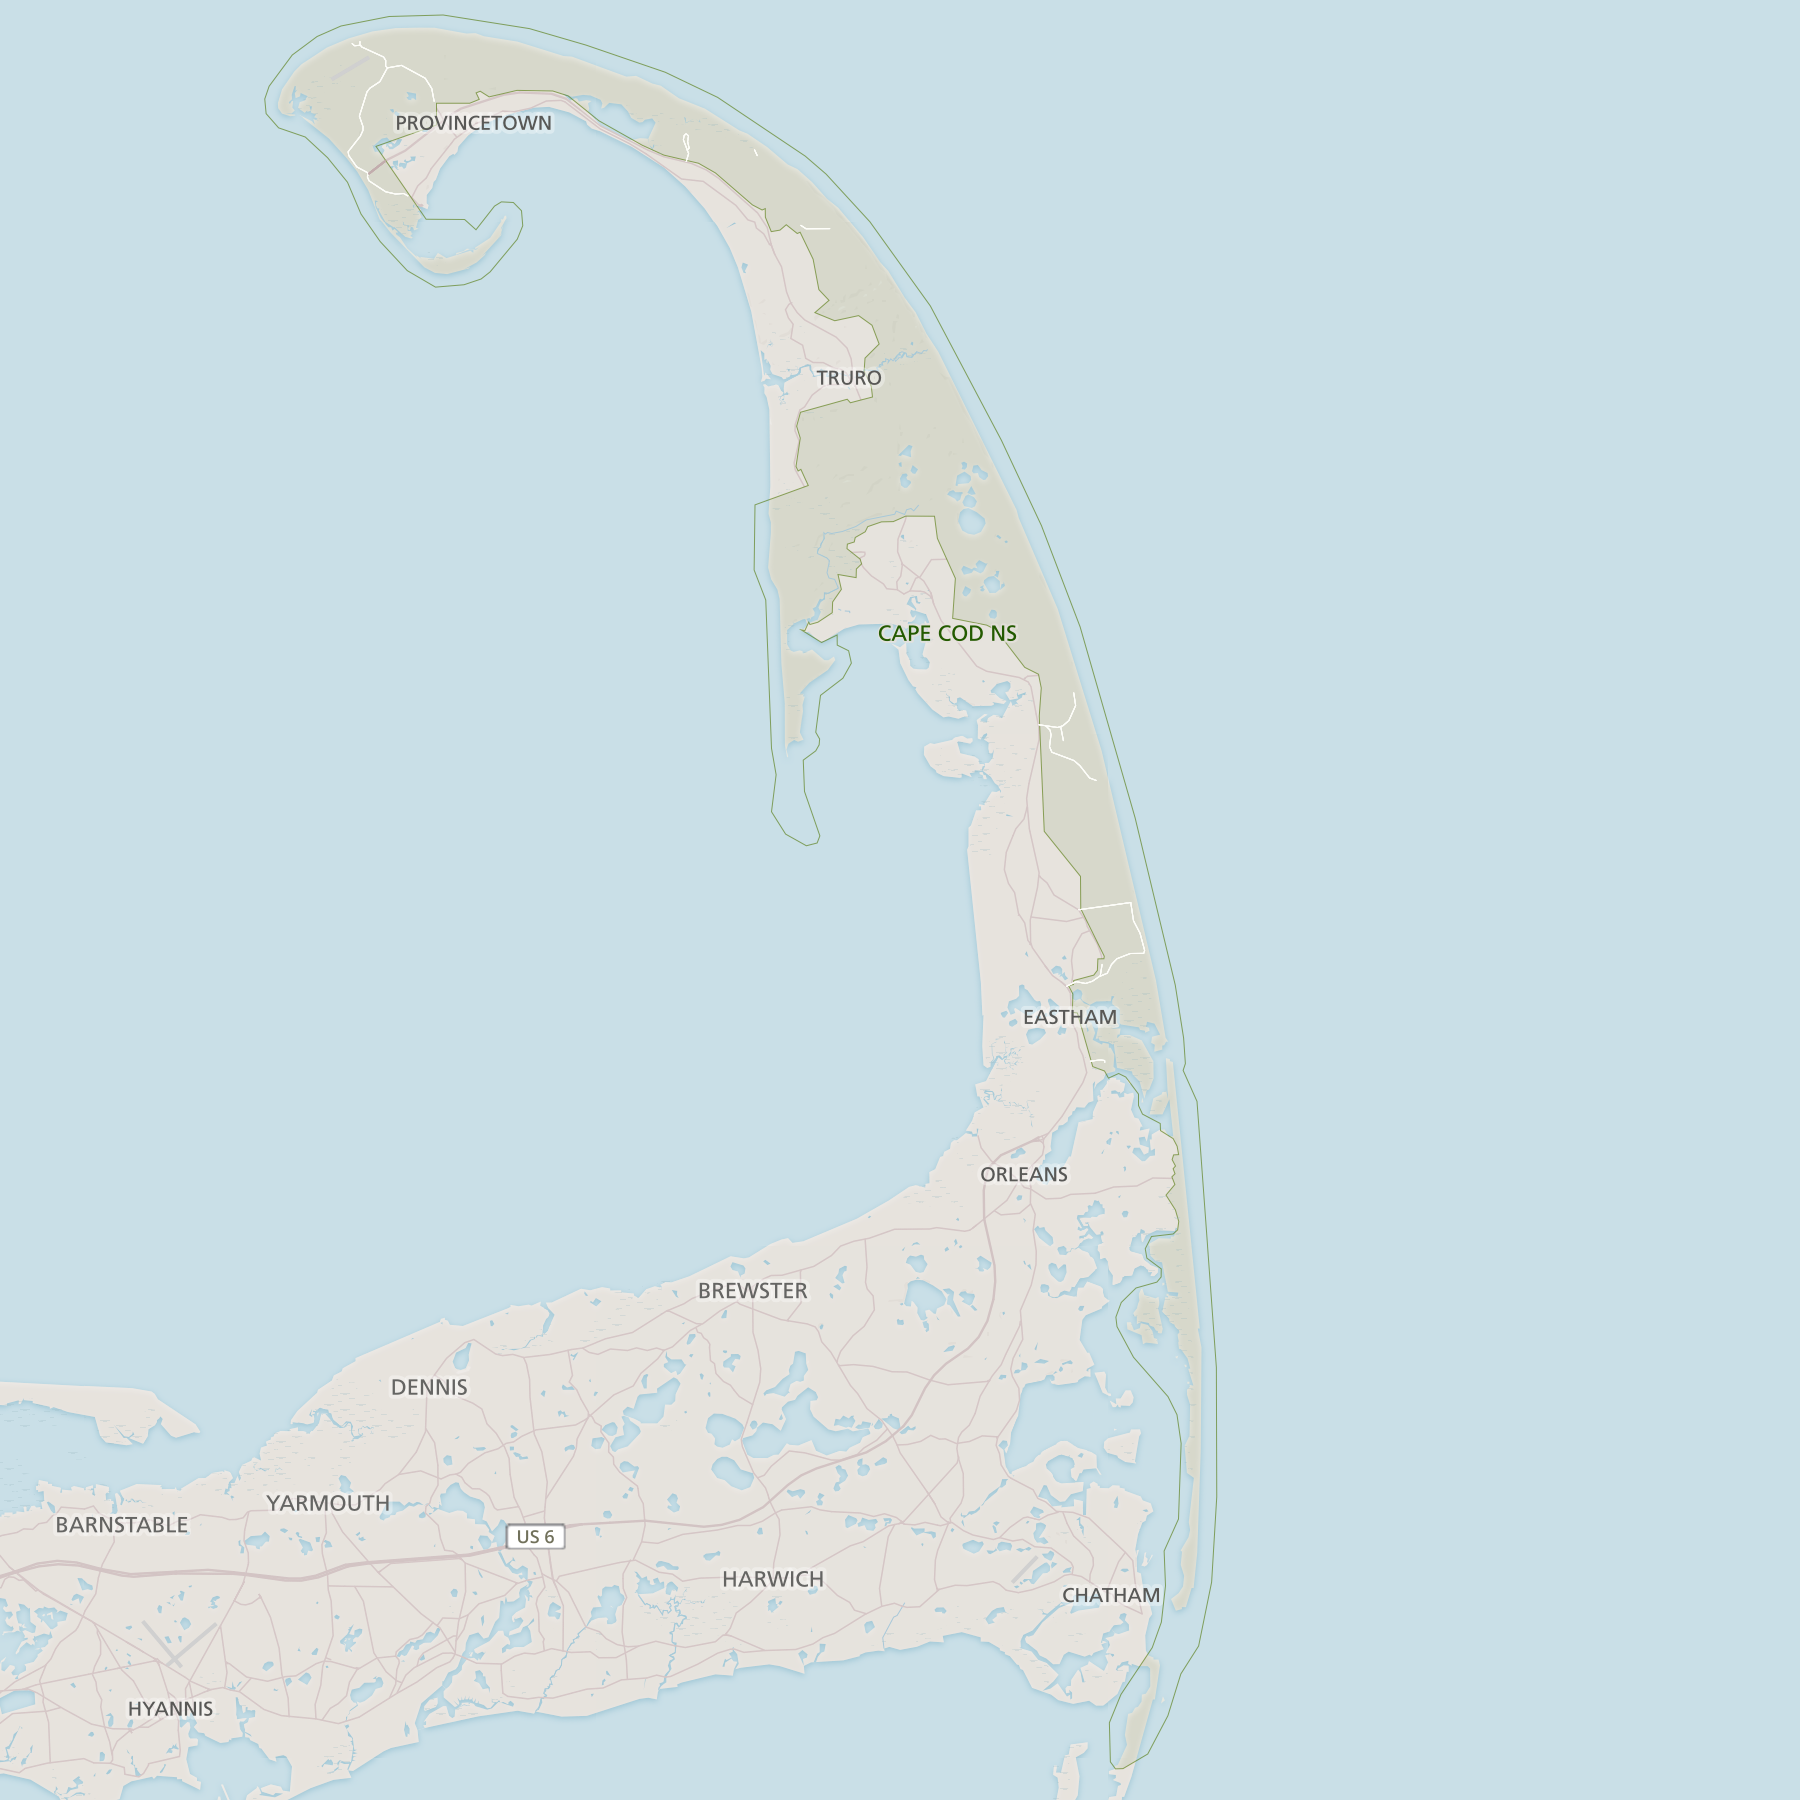 PROVINCETOWN
TRURO
CAPE COD NS
EASTHAM
ORLEANS
BREWSTER
DENNIS
YARMOUTH
BARNSTABLE
US 6
HARWICH
CHATHAM
HYANNIS